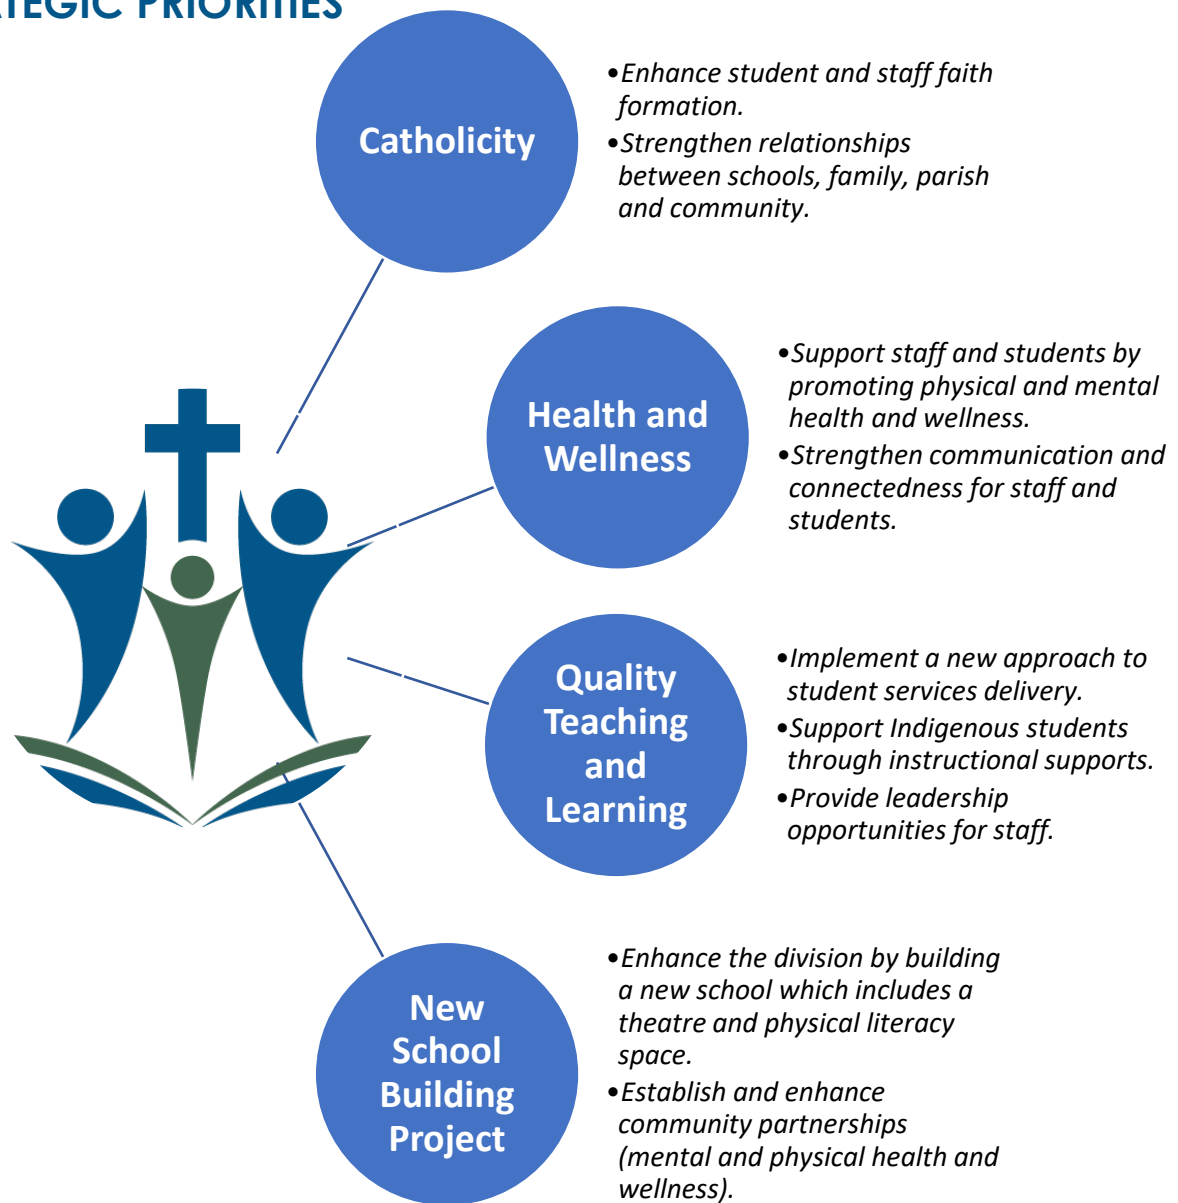 ATEGIC PRIORITIES
Catholicity
•Enhance student and staff faith
formation.
•Strengthen relationships
between schools, family, parish
and community.
Health and
Wellness
•Support staff and students by
promoting physical and mental
health and wellness.
•Strengthen communication and
connectedness for staff and
students.
Quality
Teaching
and
Learning
•Implement a new approach to
student services delivery.
•Support Indigenous students
through instructional supports.
•Provide leadership
opportunities for staff.
New
School
Building
Project
•Enhance the division by building
a new school which includes a
theatre and physical literacy
space.
•Establish and enhance
community partnerships
(mental and physical health and
wellness).